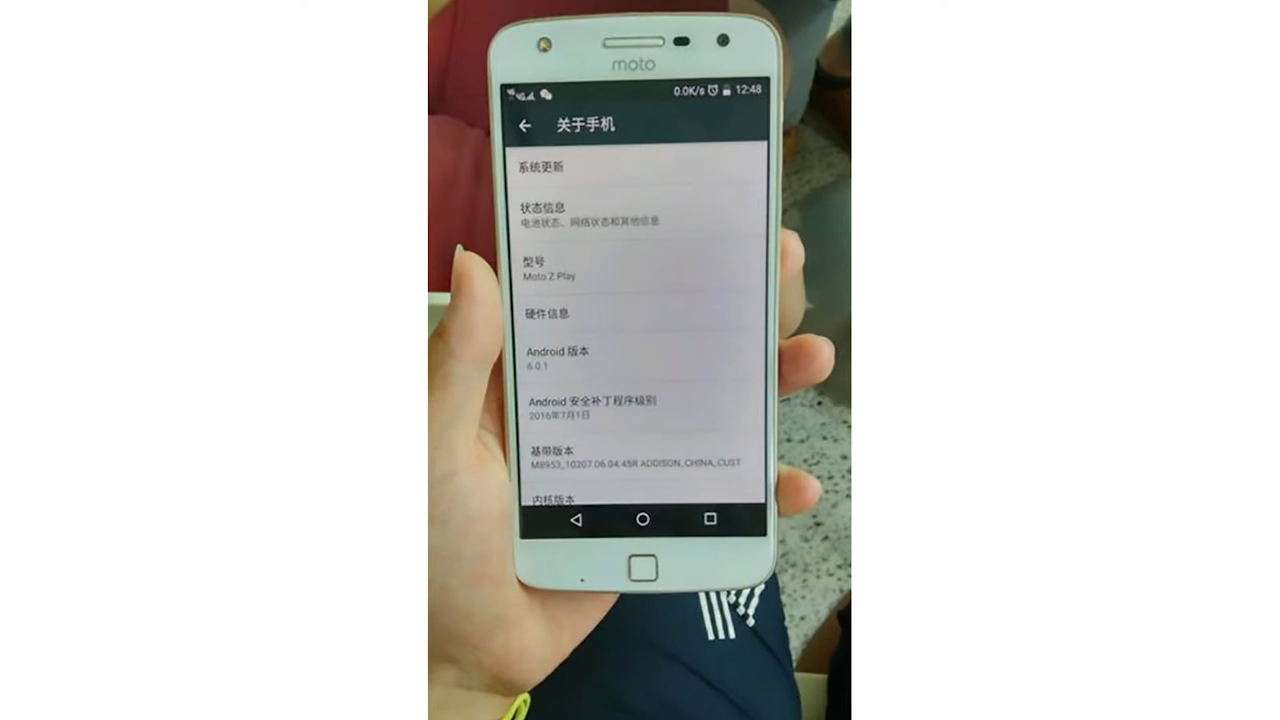 moto
4G 0.0K/s 12:48
关于手机
系统更新
状态信息
电池状态、网络状态和其他信息
型号
Moto Z Play
硬件信息
Android 版本
6.0.1
Android 安全补丁程序级别
2016年7月1日
基带版本
M8953_10207.06.04.45R ADDISON_CHINA_CUST
内核版本